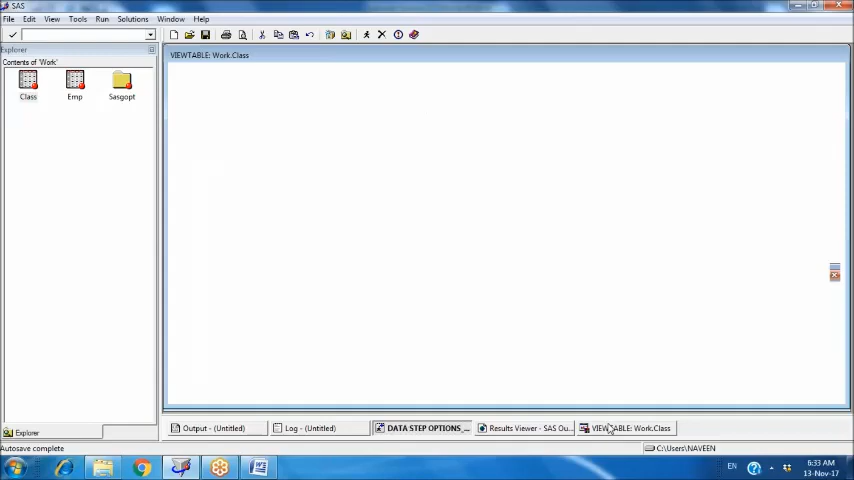 SAS
File Edit View Tools Run Solutions Window Help
Explorer
Contents of 'Work'
Class Emp Sasgopt
VIEWTABLE: Work.Class
Output - (Untitled) Log - (Untitled) DATA STEP OPTIONS_... Results Viewer - SAS Ou... VIEWTABLE: Work.Class
Explorer
Autosave complete C:\Users\NAVEEN
EN 6:33 AM
13-Nov-17